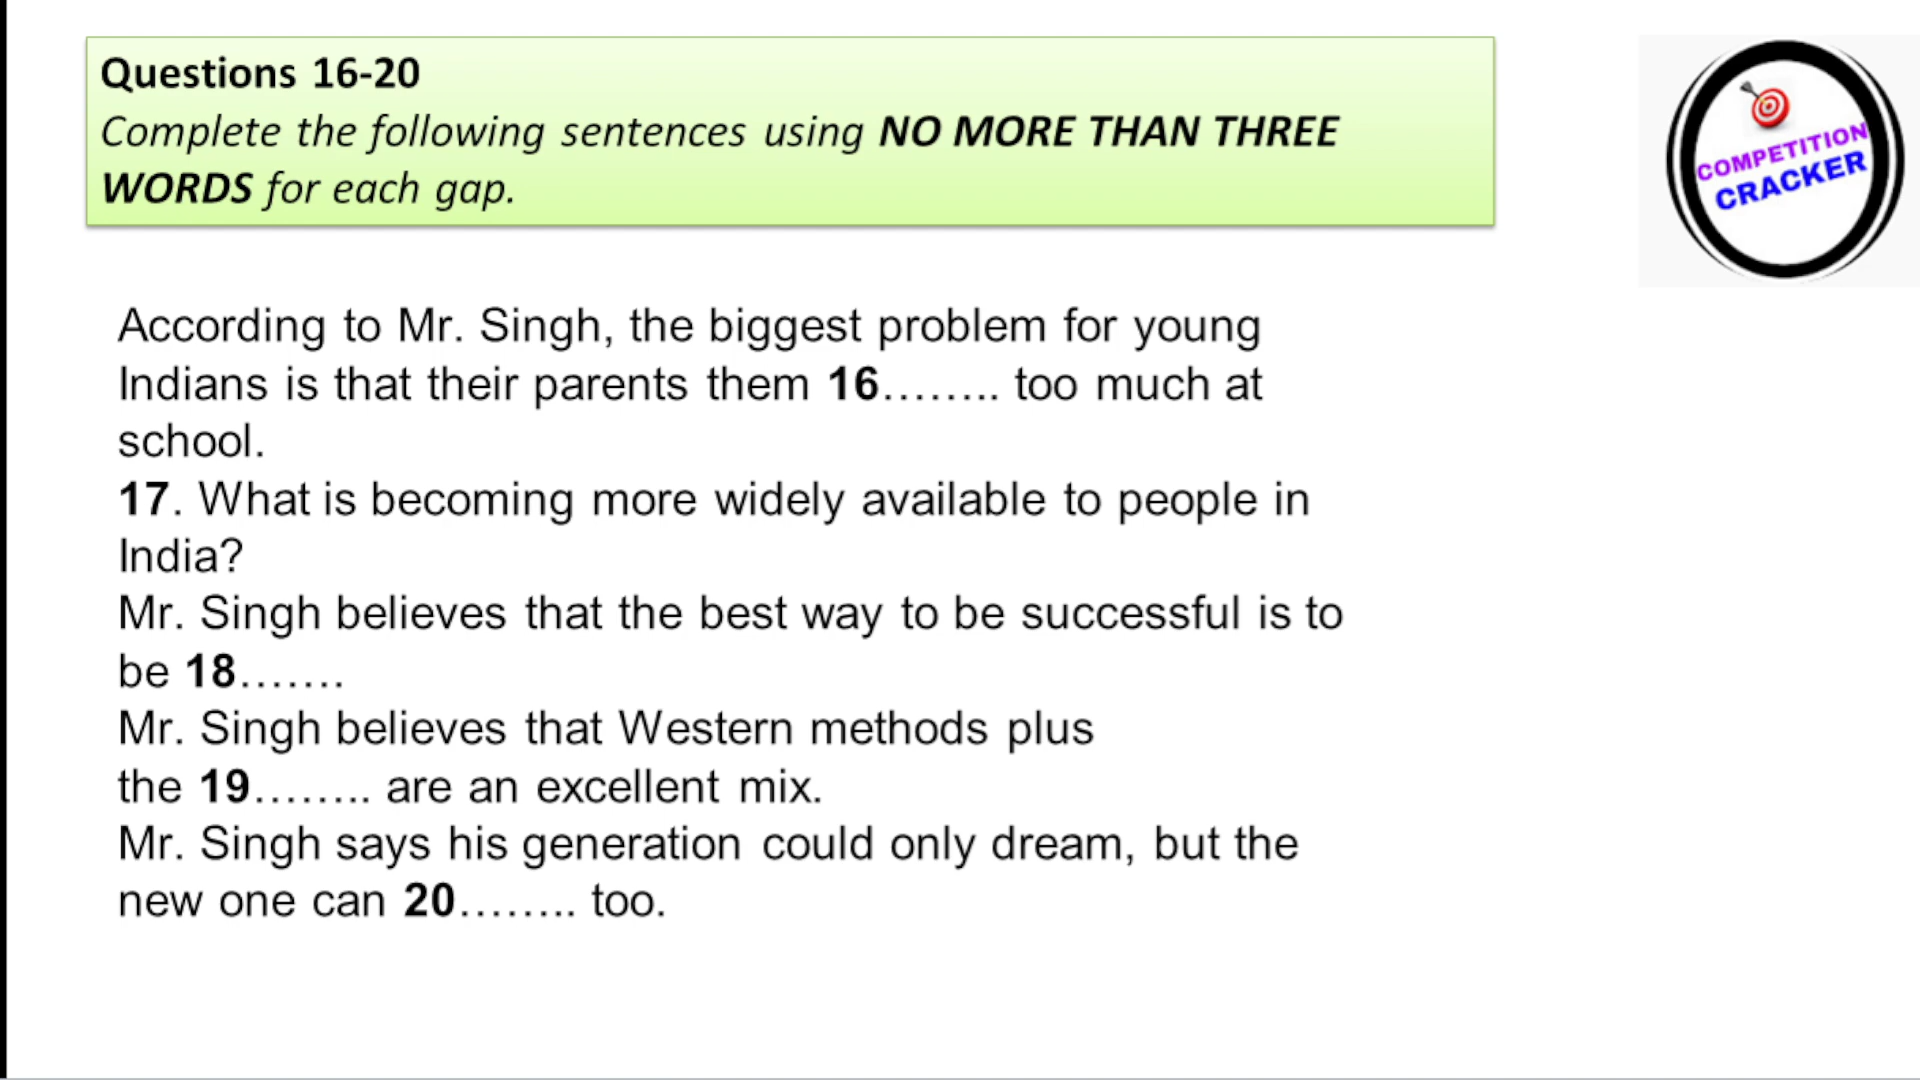 Questions 16-20
Complete the following sentences using NO MORE THAN THREE
WORDS for each gap.
COMPETITION
CRACKER
According to Mr. Singh, the biggest problem for young
Indians is that their parents them 16…….. too much at
school.
17. What is becoming more widely available to people in
India?
Mr. Singh believes that the best way to be successful is to
be 18…….
Mr. Singh believes that Western methods plus
the 19…….. are an excellent mix.
Mr. Singh says his generation could only dream, but the
new one can 20…….. too.